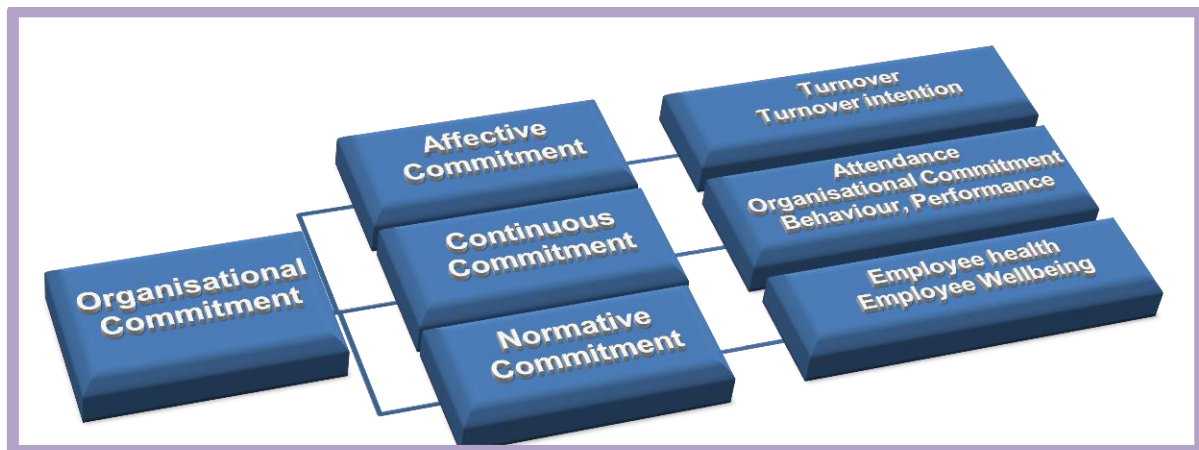 Organisational
Commitment
Affective
Commitment
Continuous
Commitment
Normative
Commitment
Turnover
Turnover intention
Attendance
Organisational Commitment
Behaviour, Performance
Employee health
Employee Wellbeing